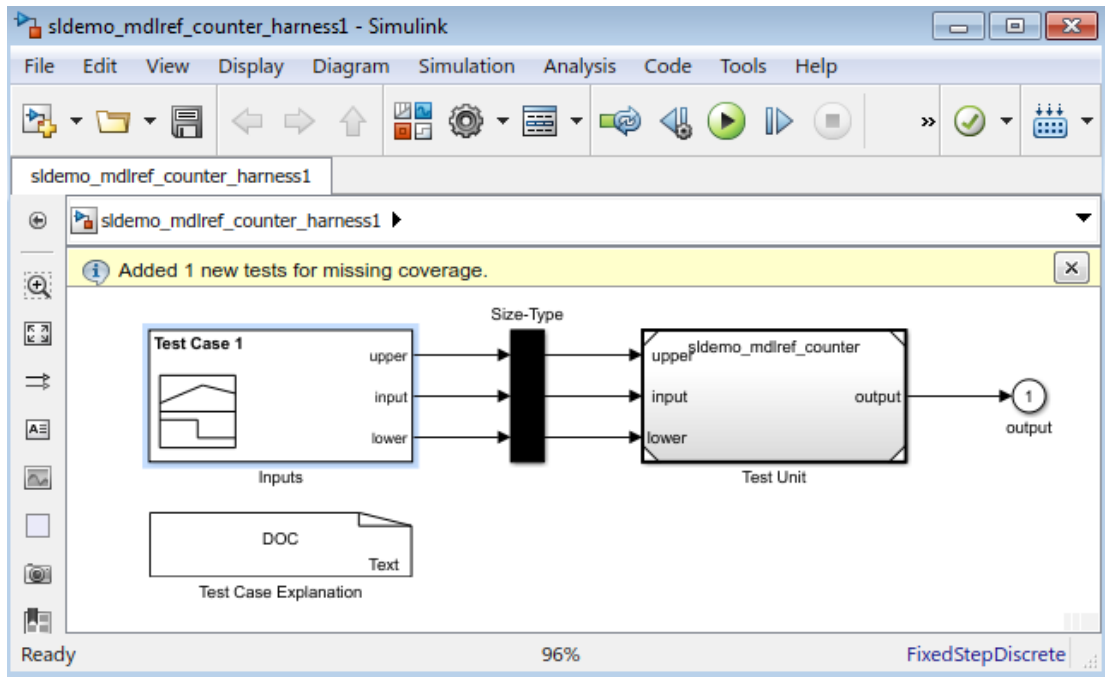 sldemo_mdlref_counter_harness1 - Simulink
File Edit View Display Diagram Simulation Analysis Code Tools Help
»
sldemo_mdlref_counter_harness1
sldemo_mdlref_counter_harness1
Added 1 new tests for missing coverage.
Size-Type
Test Case 1
sldemo_mdlref_counter
upper
upper
input
input
output
1
lower
lower
output
Inputs
Test Unit
DOC
Text
Test Case Explanation
Ready 96% FixedStepDiscrete